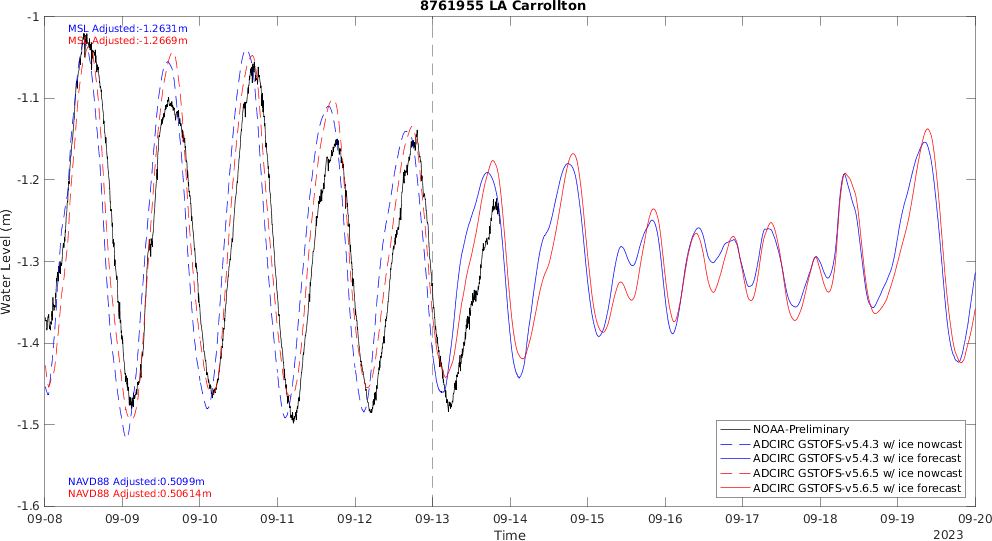 8761955 LA Carrollton
MSL Adjusted:-1.2631m
MSL Adjusted:-1.2669m
-1
-1.1
-1.2
-1.3
-1.4
-1.5
-1.6
Water Level (m)
NAVD88 Adjusted:0.5099m
NAVD88 Adjusted:0.50614m
NOAA-Preliminary
ADCIRC GSTOFS-v5.4.3 w/ ice nowcast
ADCIRC GSTOFS-v5.4.3 w/ ice forecast
ADCIRC GSTOFS-v5.6.5 w/ ice nowcast
ADCIRC GSTOFS-v5.6.5 w/ ice forecast
09-08 09-09 09-10 09-11 09-12 09-13 09-14 09-15 09-16 09-17 09-18 09-19 09-20
Time
2023